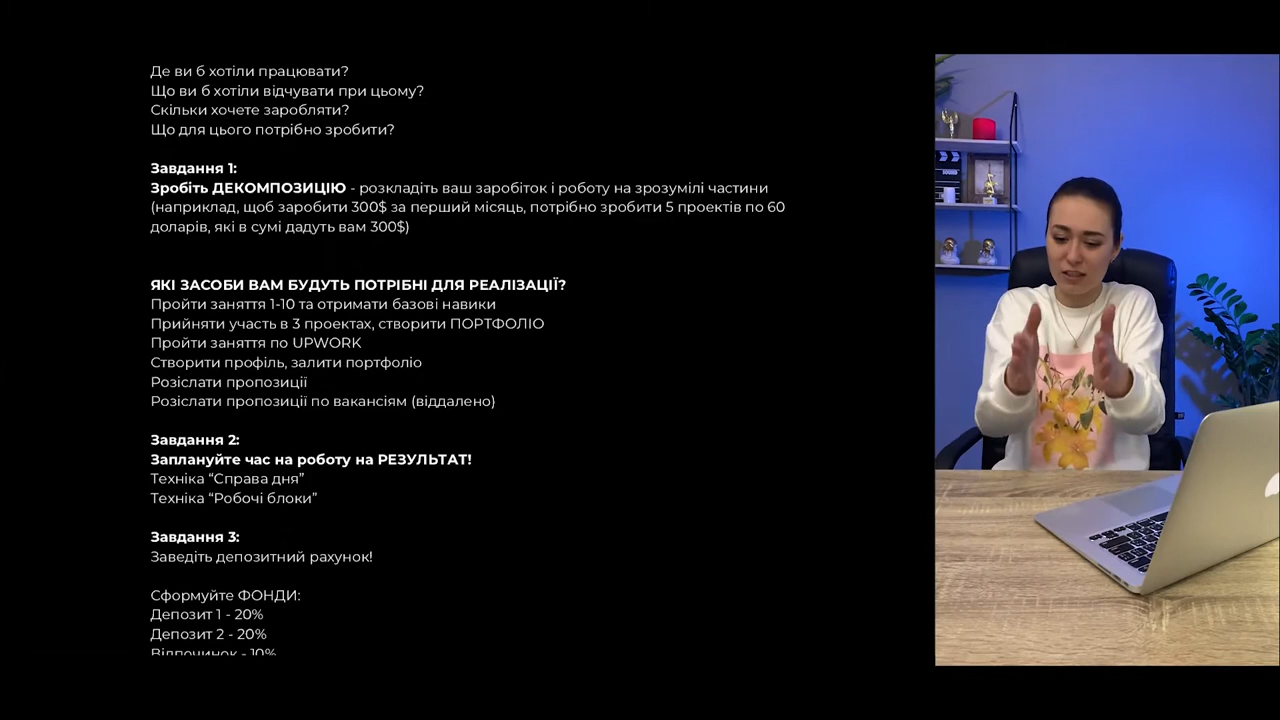 Де ви б хотіли працювати?
Що ви б хотіли відчувати при цьому?
Скільки хочете заробляти?
Що для цього потрібно зробити?
Завдання 1:
Зробіть ДЕКОМПОЗИЦІЮ - розкладіть ваш заробіток і роботу на зрозумілі частини
(наприклад, щоб заробити 300$ за перший місяць, потрібно зробити 5 проектів по 60
доларів, які в сумі дадуть вам 300$)
ЯКІ ЗАСОБИ ВАМ БУДУТЬ ПОТРІБНІ ДЛЯ РЕАЛІЗАЦІЇ?
Пройти заняття 1-10 та отримати базові навики
Прийняти участь в 3 проектах, створити ПОРТФОЛІО
Пройти заняття по UPWORK
Створити профіль, залити портфоліо
Розіслати пропозиції
Розіслати пропозиції по вакансіям (віддалено)
Завдання 2:
Заплануйте час на роботу на РЕЗУЛЬТАТ!
Техніка “Справа дня”
Техніка “Робочі блоки”
Завдання 3:
Заведіть депозитний рахунок!
Сформуйте ФОНДИ:
Депозит 1 - 20%
Депозит 2 - 20%
Відпочинок - 10%